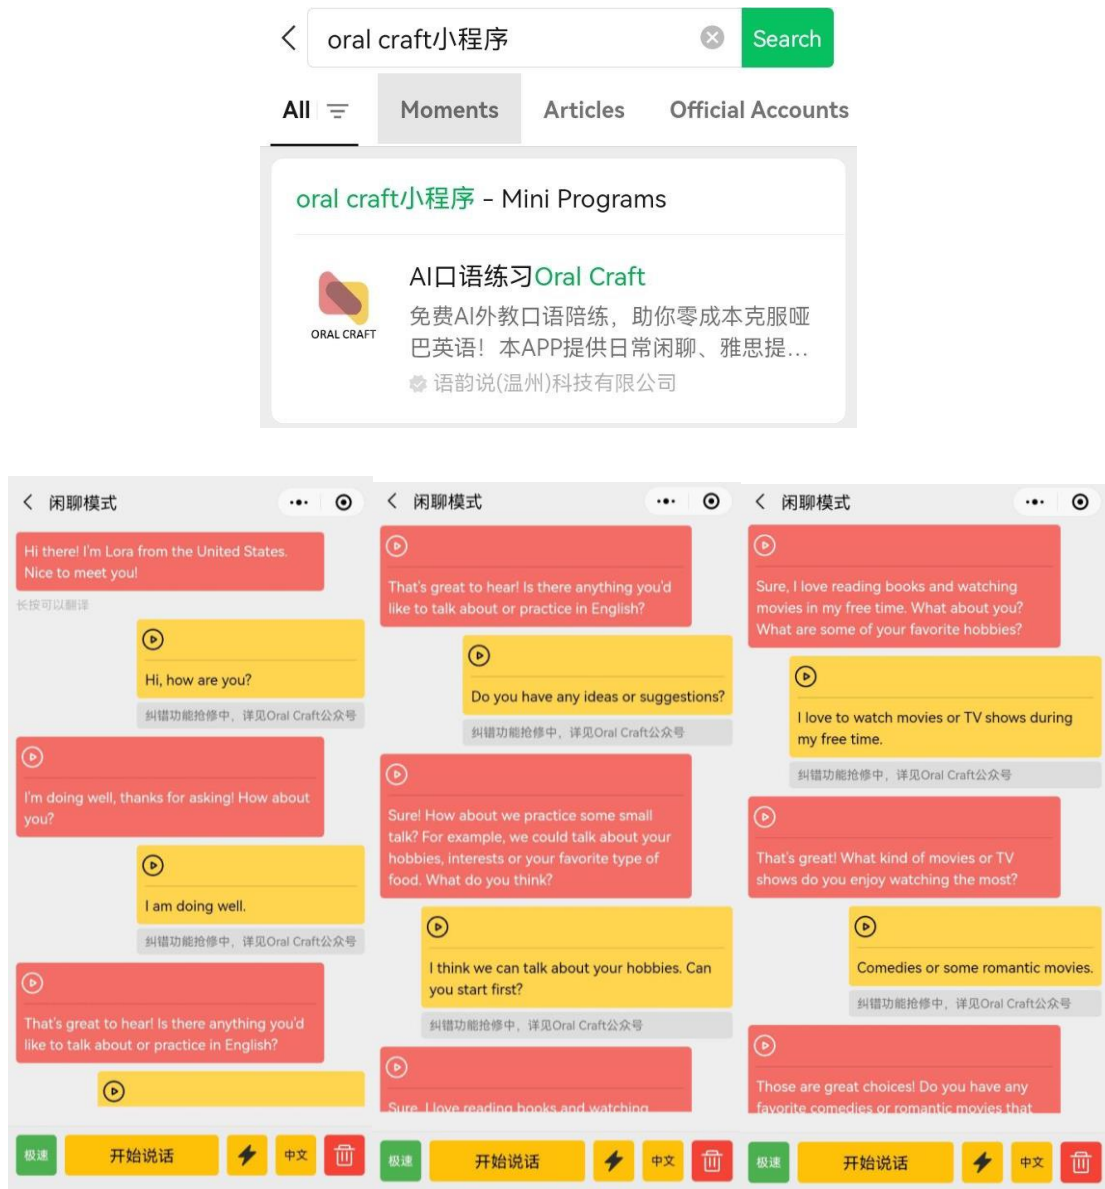 oral craft小程序
Search
All
Moments
Articles
Official Accounts
oral craft小程序 - Mini Programs
ORAL CRAFT
AI口语练习Oral Craft
免费AI外教口语陪练，助你零成本克服哑
巴英语！本APP提供日常闲聊、雅思提...
语韵说(温州)科技有限公司
闲聊模式
Hi there! I'm Lora from the United States.
Nice to meet you!
长按可以翻译
Hi, how are you?
纠错功能抢修中，详见Oral Craft公众号
I'm doing well, thanks for asking! How about
you?
I am doing well.
纠错功能抢修中，详见Oral Craft公众号
That's great to hear! Is there anything you'd
like to talk about or practice in English?
极速
开始说话
中文
闲聊模式
That's great to hear! Is there anything you'd
like to talk about or practice in English?
Do you have any ideas or suggestions?
纠错功能抢修中，详见Oral Craft公众号
Sure! How about we practice some small
talk? For example, we could talk about your
hobbies, interests or your favorite type of
food. What do you think?
I think we can talk about your hobbies. Can
you start first?
纠错功能抢修中，详见Oral Craft公众号
Sure, I love reading books and watching
极速
开始说话
中文
闲聊模式
Sure, I love reading books and watching
movies in my free time. What about you?
What are some of your favorite hobbies?
I love to watch movies or TV shows during
my free time.
纠错功能抢修中，详见Oral Craft公众号
That's great! What kind of movies or TV
shows do you enjoy watching the most?
Comedies or some romantic movies.
纠错功能抢修中，详见Oral Craft公众号
Those are great choices! Do you have any
favorite comedies or romantic movies that
极速
开始说话
中文